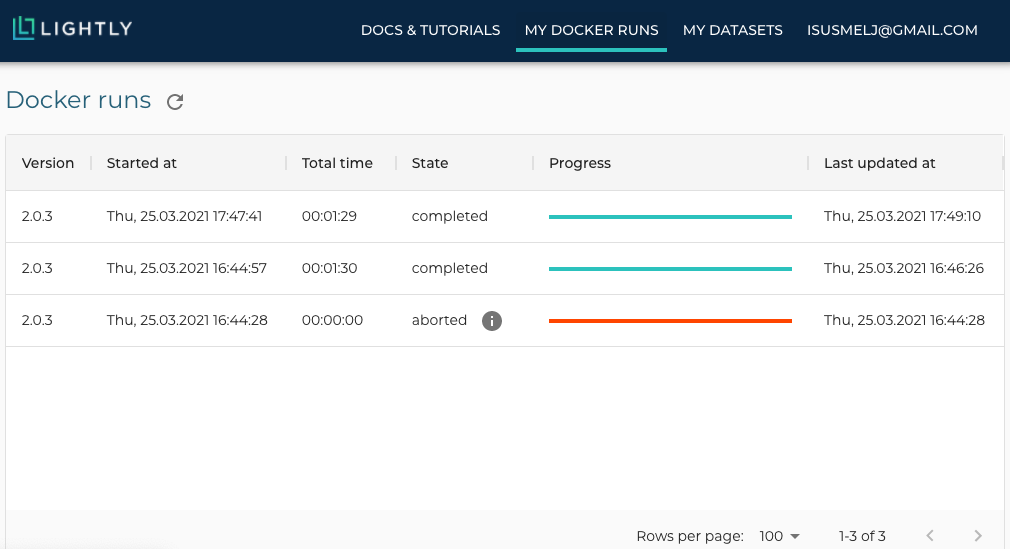 LIGHTLY DOCS & TUTORIALS MY DOCKER RUNS MY DATASETS ISUSMELJ@GMAIL.COM
Docker runs
Version Started at Total time State Progress Last updated at
2.0.3 Thu, 25.03.2021 17:47:41 00:01:29 completed Thu, 25.03.2021 17:49:10
2.0.3 Thu, 25.03.2021 16:44:57 00:01:30 completed Thu, 25.03.2021 16:46:26
2.0.3 Thu, 25.03.2021 16:44:28 00:00:00 aborted Thu, 25.03.2021 16:44:28
Rows per page: 100 1-3 of 3